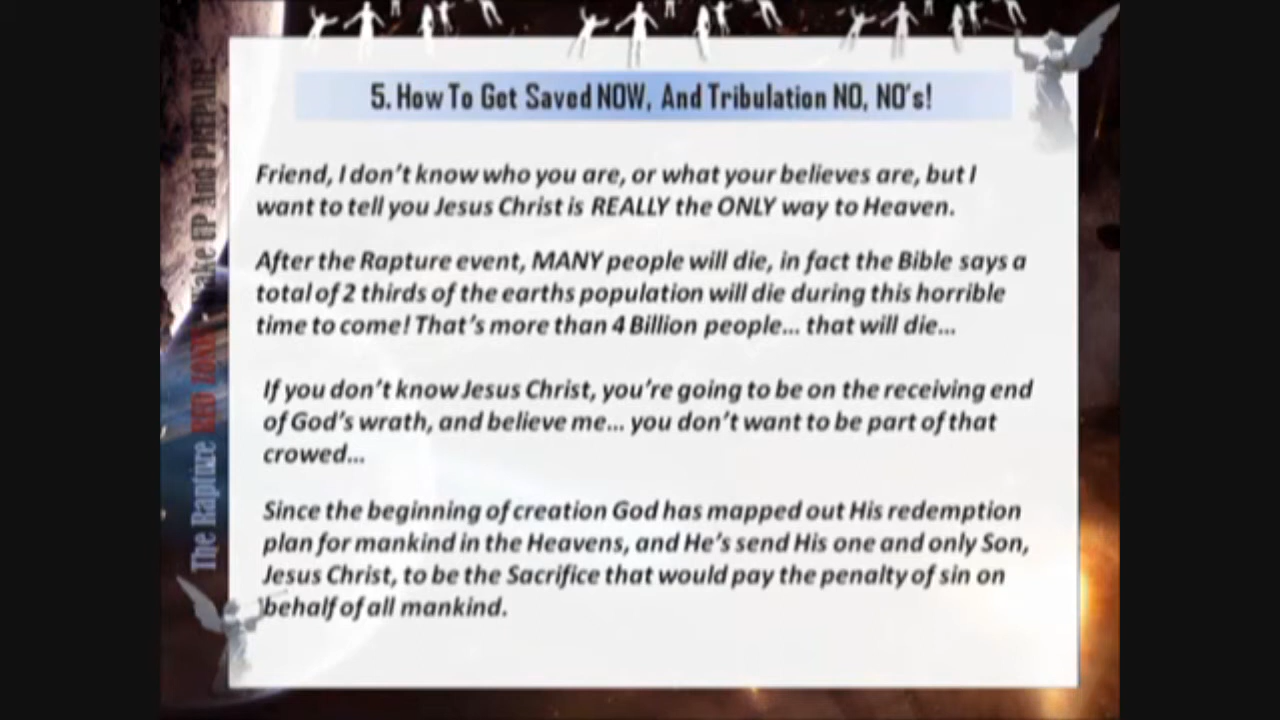 5. How To Get Saved NOW, And Tribulation NO, NO's!
Friend, I don't know who you are, or what your believes are, but I
want to tell you Jesus Christ is REALLY the ONLY way to Heaven.
After the Rapture event, MANY people will die, in fact the Bible says a
total of 2 thirds of the earths population will die during this horrible
time to come! That's more than 4 Billion people... that will die...
If you don't know Jesus Christ, you're going to be on the receiving end
of God's wrath, and believe me... you don't want to be part of that
crowed...
Since the beginning of creation God has mapped out His redemption
plan for mankind in the Heavens, and He's send His one and only Son,
Jesus Christ, to be the Sacrifice that would pay the penalty of sin on
behalf of all mankind.
The Rapture RED ZONE Wake UP And PREPARE